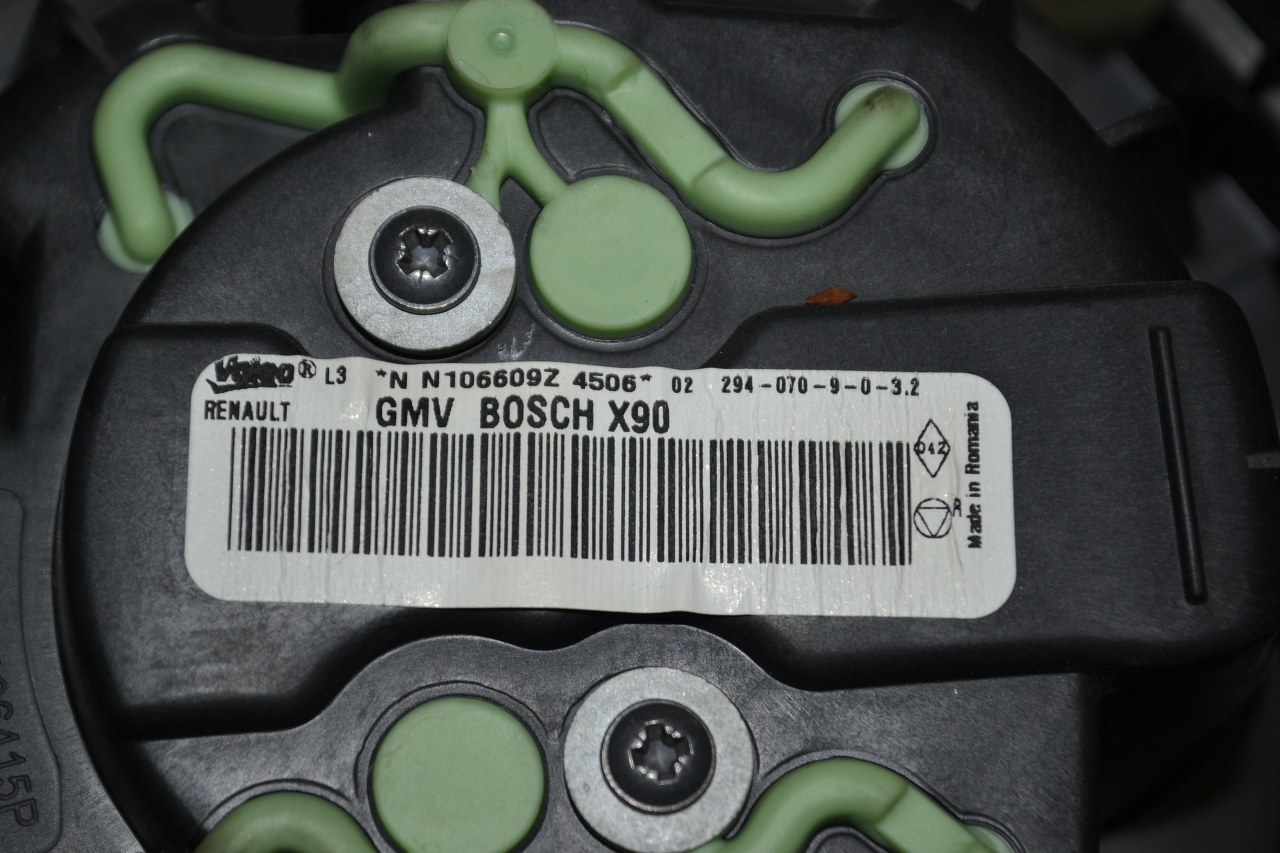 Valeo® L3 *N N106609Z 4506* 02 294-070-9-0-3.2
RENAULT GMV BOSCH X90
042
R
Made in Romania